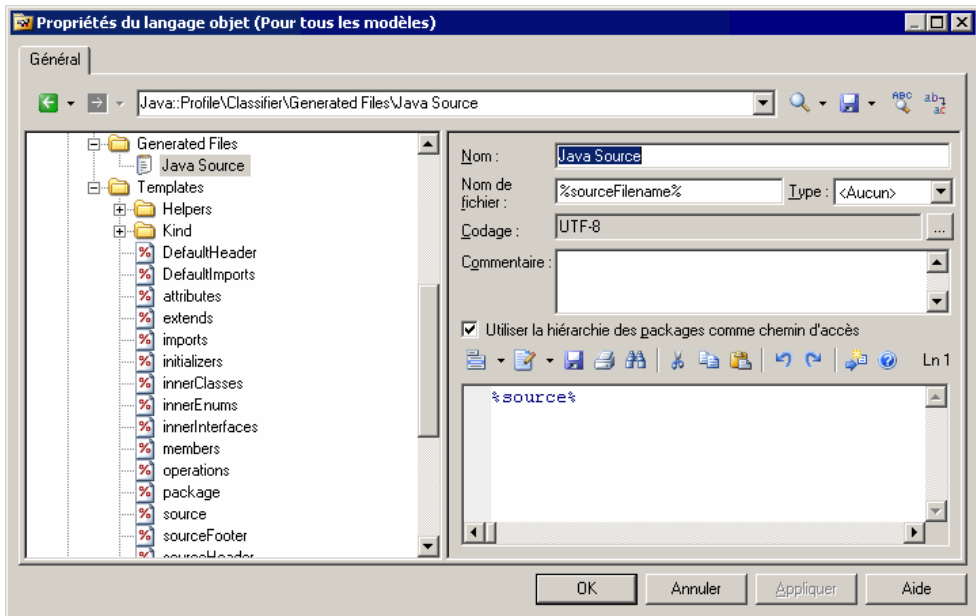 Propriétés du langage objet (Pour tous les modèles)
Général
Java::Profile\Classifier\Generated Files\Java Source
Generated Files
Java Source
Templates
Helpers
Kind
DefaultHeader
DefaultImports
attributes
extends
imports
initializers
innerClasses
innerEnums
innerInterfaces
members
operations
package
source
sourceFooter
sourceHeader
Nom : Java Source
Nom de fichier : %sourceFilename% Type : <Aucun>
Codage : UTF-8 ...
Commentaire :
Utiliser la hiérarchie des packages comme chemin d'accès
Ln 1
%source%
OK Annuler Appliquer Aide